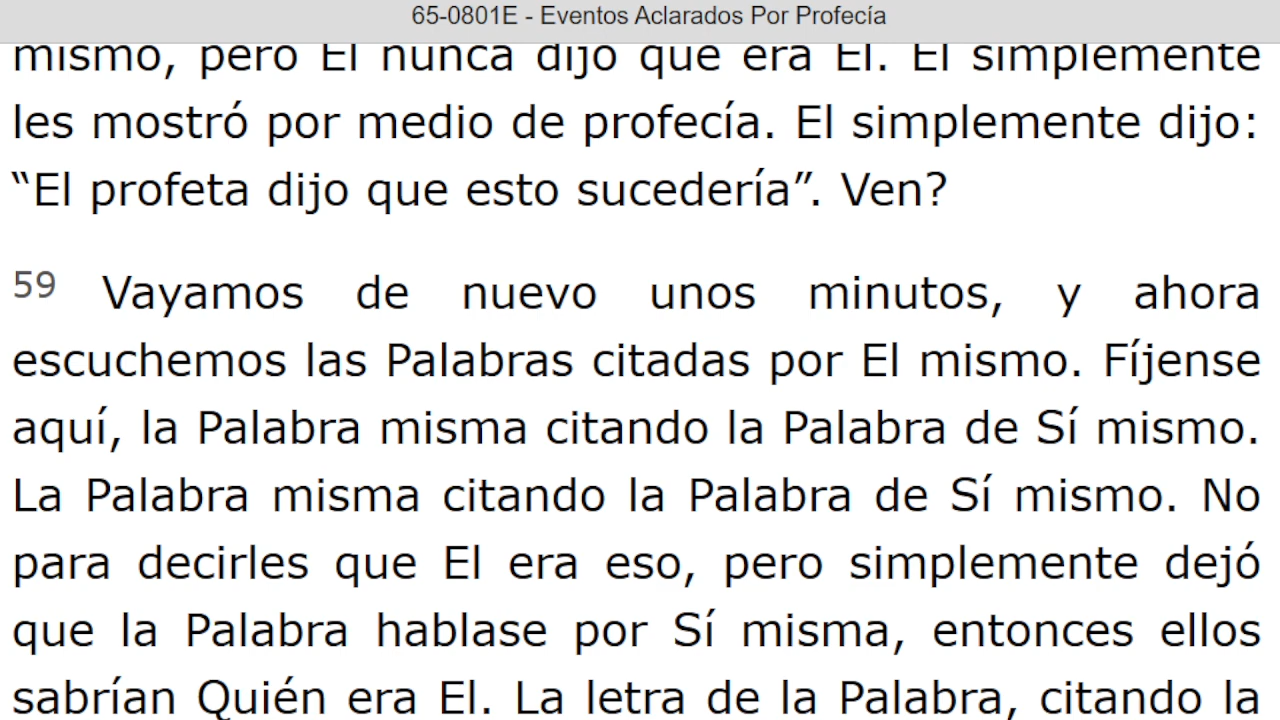 65-0801E - Eventos Aclarados Por Profecía
mismo, pero El nunca dijo que era El. El simplemente
les mostró por medio de profecía. El simplemente dijo:
“El profeta dijo que esto sucedería”. Ven?
59 Vayamos de nuevo unos minutos, y ahora
escuchemos las Palabras citadas por El mismo. Fíjense
aquí, la Palabra misma citando la Palabra de Sí mismo.
La Palabra misma citando la Palabra de Sí mismo. No
para decirles que El era eso, pero simplemente dejó
que la Palabra hablase por Sí misma, entonces ellos
sabrían Quién era El. La letra de la Palabra, citando la